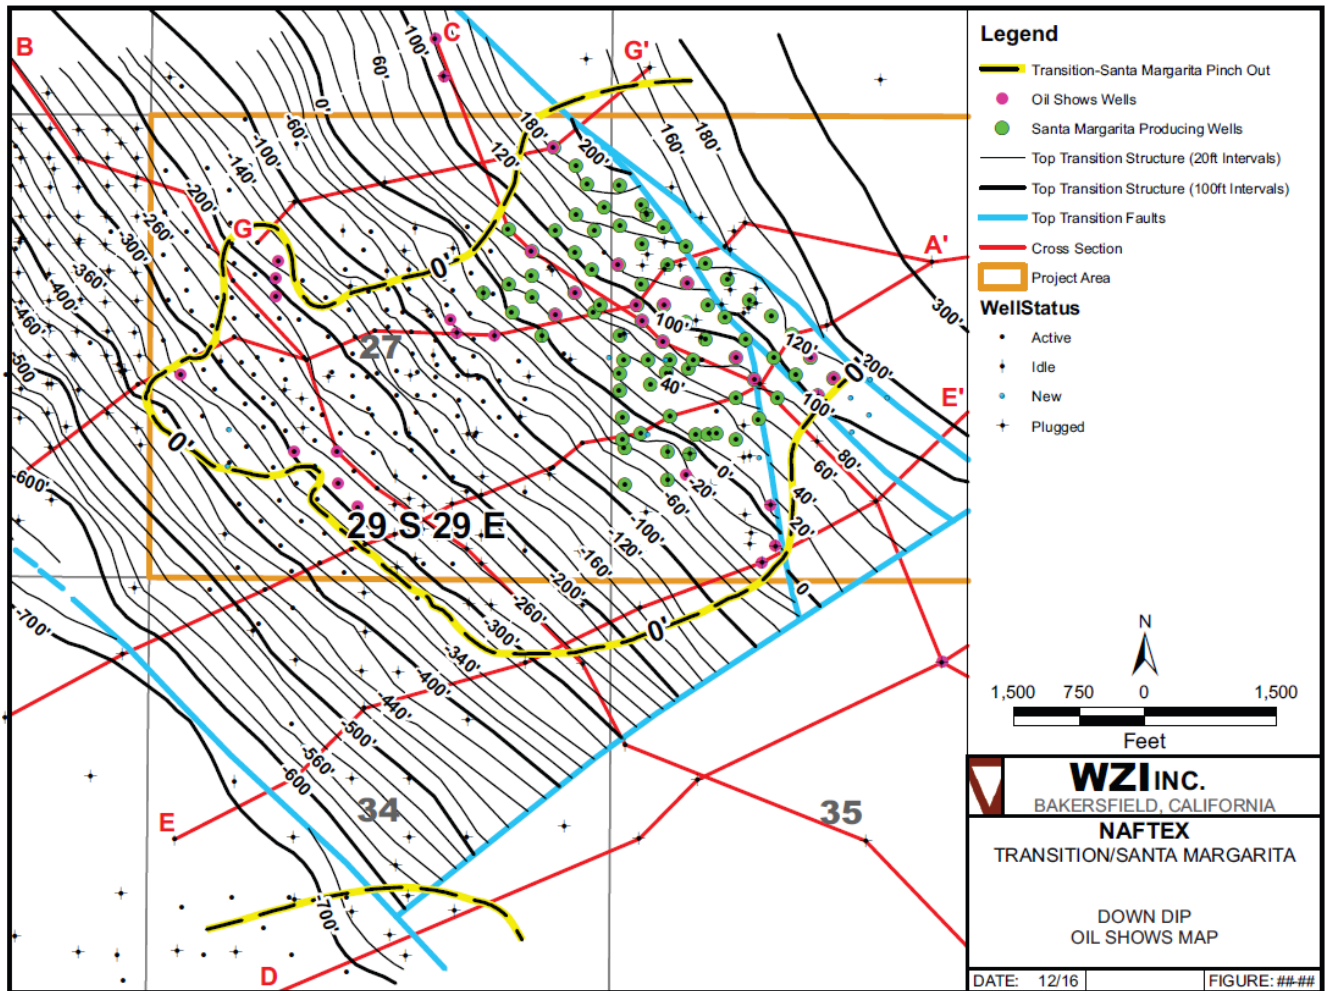 B
C
G'
100'
60'
0'
-60'
-100'
-140'
-200'
-260'
-300'
-360'
-400'
-460'
-500
-600'
-700'
180'
200'
120'
160'
180'
G
0'
A'
300'
27
100'
120'
200'
0'
40'
100'
E'
80'
60'
40'
20'
0'
-20'
-60'
-100'
-120'
-160'
-200'
-260'
-300'
-340'
-400'
-440'
-500'
-560'
-600
-700'
0'
29 S 29 E
0
0'
34
35
E
D
Legend
Transition-Santa Margarita Pinch Out
Oil Shows Wells
Santa Margarita Producing Wells
Top Transition Structure (20ft Intervals)
Top Transition Structure (100ft Intervals)
Top Transition Faults
Cross Section
Project Area
WellStatus
Active
Idle
New
Plugged
N
1,500 750 0 1,500
Feet
WZI INC.
BAKERSFIELD, CALIFORNIA
NAFTEX
TRANSITION/SANTA MARGARITA
DOWN DIP
OIL SHOWS MAP
DATE: 12/16
FIGURE: ##-##